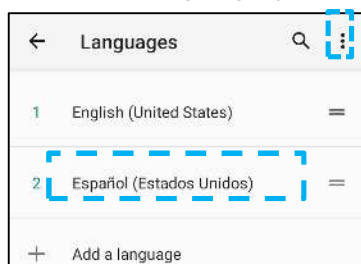 Languages
1 English (United States)
2 Español (Estados Unidos)
Add a language